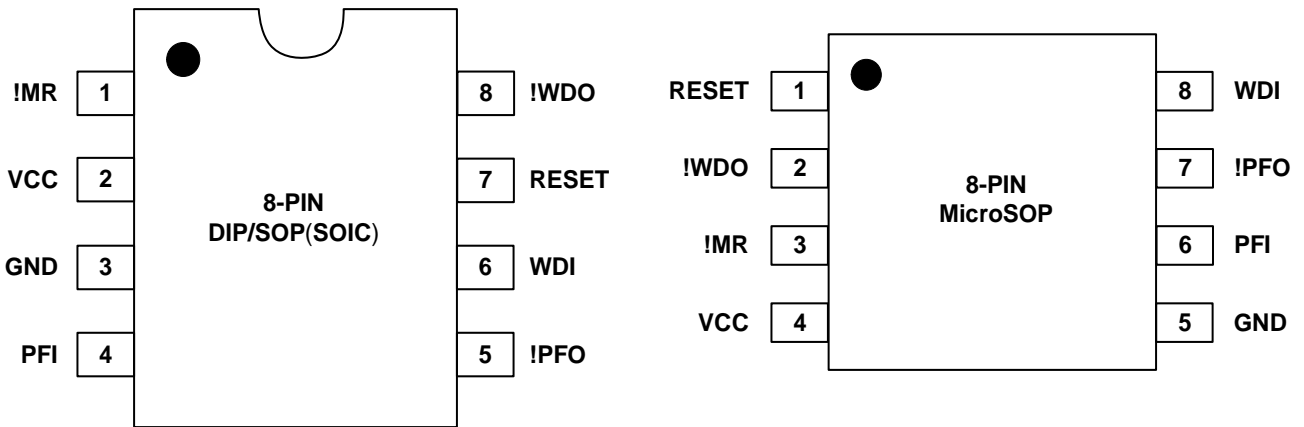 !MR 1
8 !WDO
VCC 2
7 RESET
8-PIN
DIP/SOP(SOIC)
GND 3
6 WDI
PFI 4
5 !PFO
RESET 1
8 WDI
!WDO 2
7 !PFO
8-PIN
MicroSOP
!MR 3
6 PFI
VCC 4
5 GND